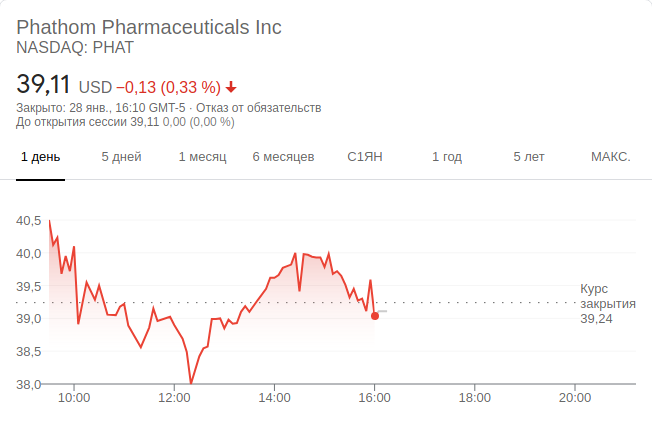 Phathom Pharmaceuticals Inc
NASDAQ: PHAT
39,11 USD −0,13 (0,33 %)
Закрыто: 28 янв., 16:10 GMT-5 · Отказ от обязательств
До открытия сессии 39,11 0,00 (0,00 %)
1 день 5 дней 1 месяц 6 месяцев С1ЯН 1 год 5 лет МАКС.
40,5
40,0
39,5
39,0
38,5
38,0
Курс
закрытия
39,24
10:00 12:00 14:00 16:00 18:00 20:00